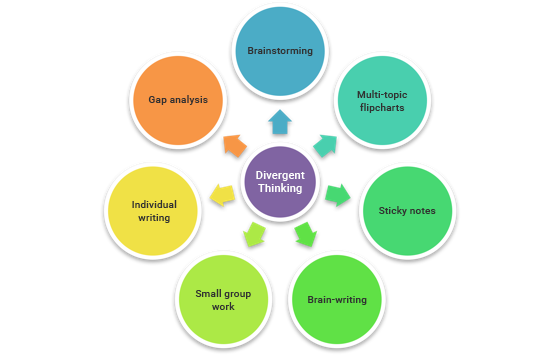 Brainstorming
Multi-topic
flipcharts
Sticky notes
Brain-writing
Small group
work
Individual
writing
Gap analysis
Divergent
Thinking